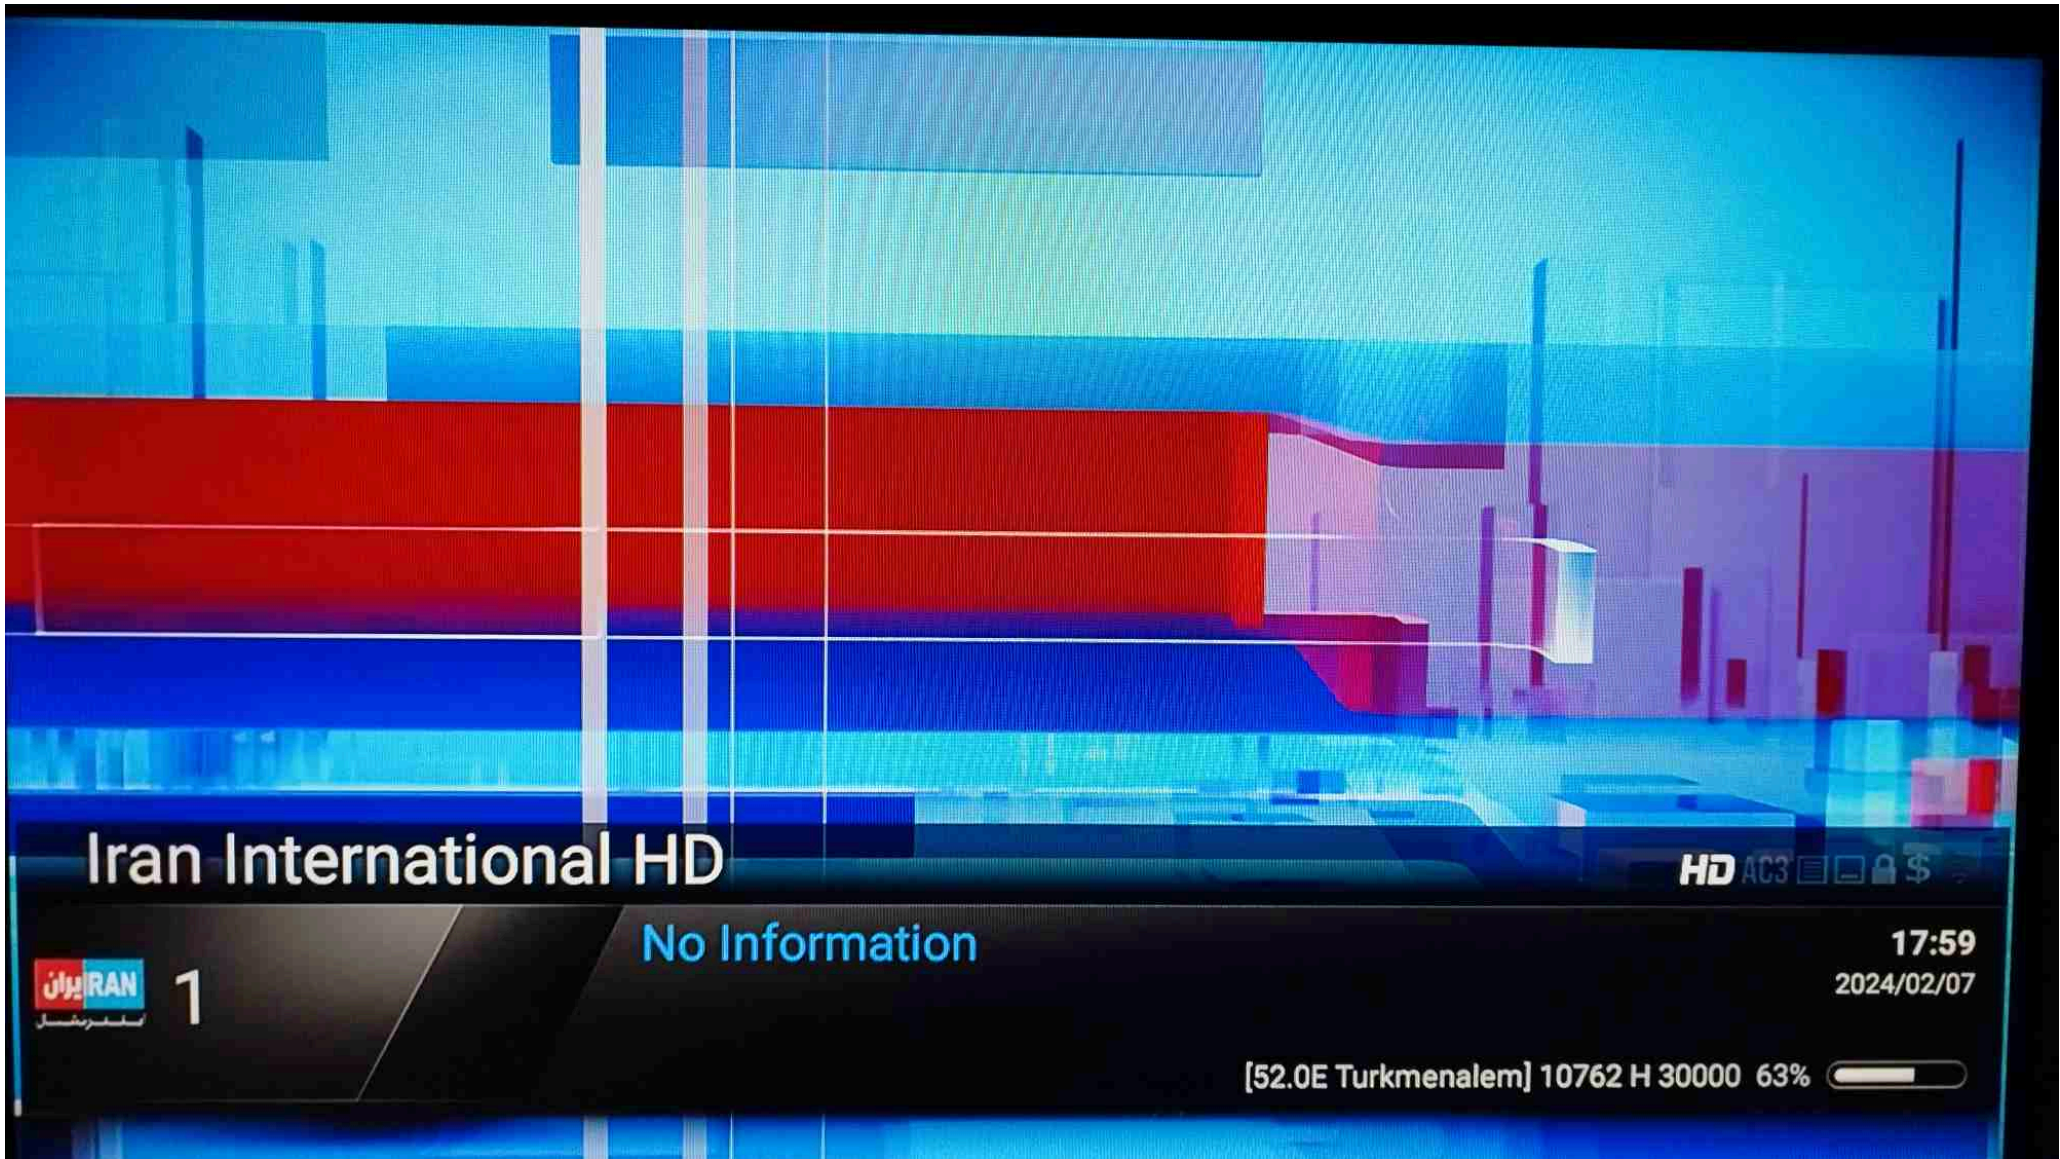 Iran International HD
HD AC3 $
ایران IRAN
اینترنشنال
1
No Information
17:59
2024/02/07
[52.0E Turkmenalem] 10762 H 30000 63%